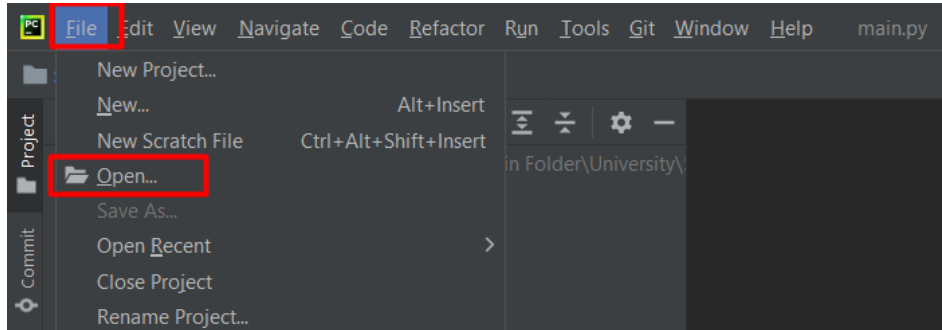 PC File Edit View Navigate Code Refactor Run Tools Git Window Help main.py
New Project...
New... Alt+Insert
New Scratch File Ctrl+Alt+Shift+Insert
in Folder\University\
Open...
Save As...
Open Recent
Close Project
Rename Project...
Project
Commit